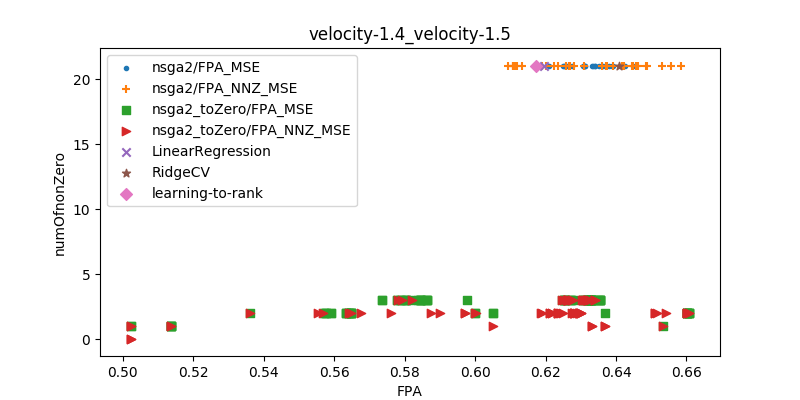 velocity-1.4_velocity-1.5
nsga2/FPA_MSE
nsga2/FPA_NNZ_MSE
nsga2_toZero/FPA_MSE
nsga2_toZero/FPA_NNZ_MSE
LinearRegression
RidgeCV
learning-to-rank
numOfnonZero
20
15
10
5
0
0.50 0.52 0.54 0.56 0.58 0.60 0.62 0.64 0.66
FPA